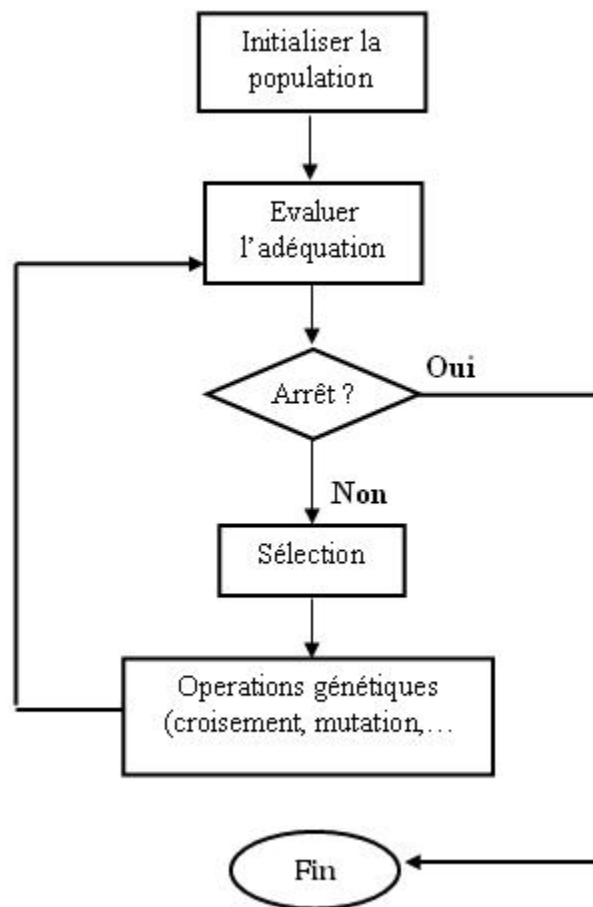 Initialiser la
population
Evaluer
l'adéquation
Oui
Arrêt ?
Non
Sélection
Operations génétiques
(croisement, mutation,…
Fin